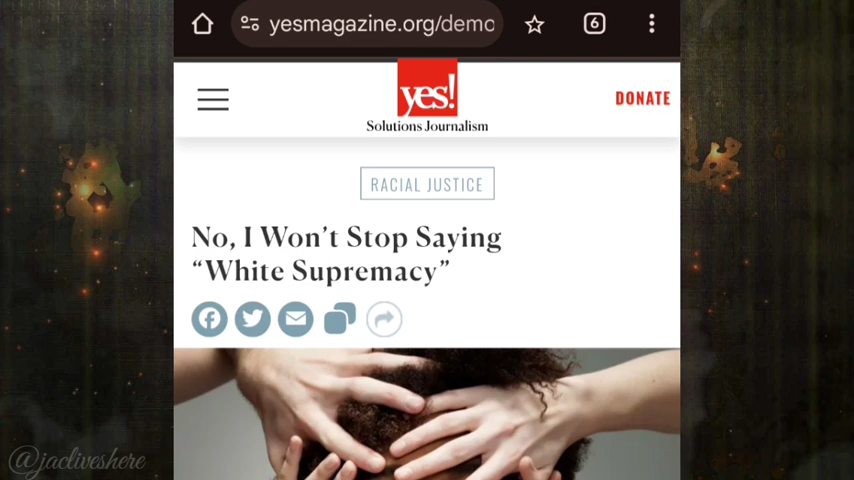 yesmagazine.org/demo
6
yes!
Solutions Journalism
DONATE
RACIAL JUSTICE
No, I Won't Stop Saying
“White Supremacy”
@jacliveshere